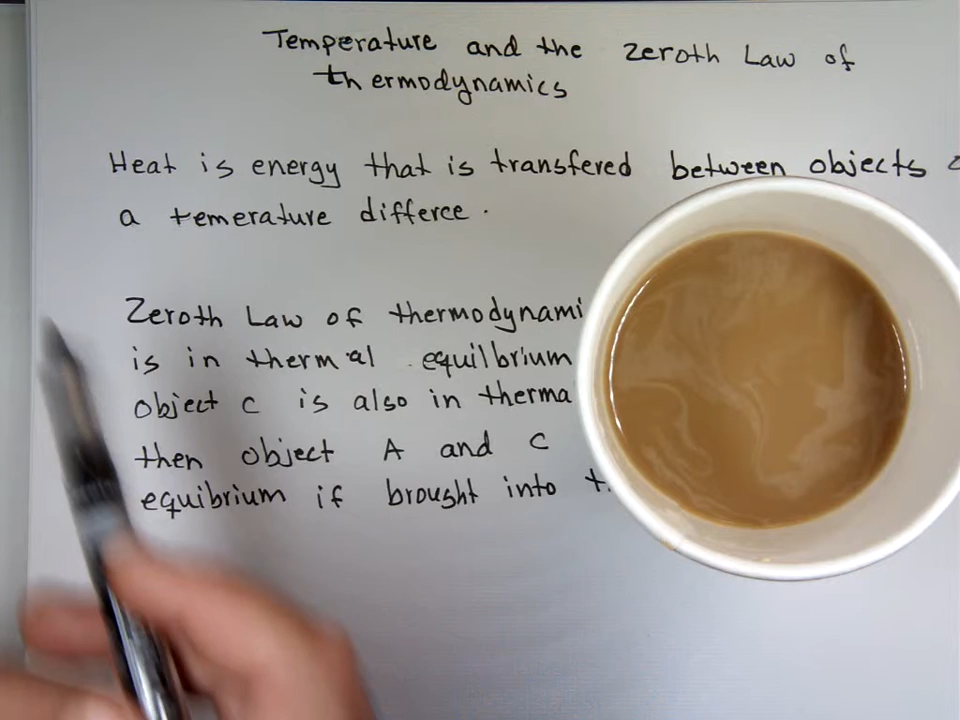 Temperature and the zeroth Law of
thermodynamics
Heat is energy that is transfered between objects
a temerature differce.
Zeroth Law of thermodynami
is in thermal equilbrium
object c is also in therma
then object A and c
equibrium if brought into